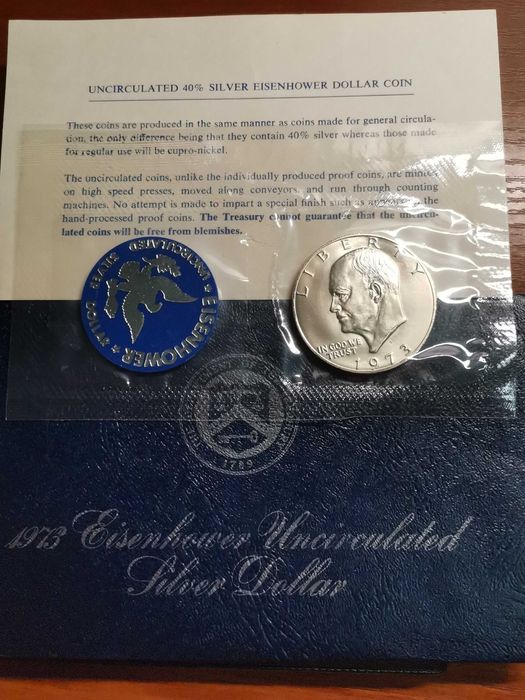 UNCIRCULATED 40% SILVER EISENHOWER DOLLAR COIN
These coins are produced in the same manner as coins made for general circula-
tion, the only difference being that they contain 40% silver whereas those made
for regular use will be cupro-nickel.
The uncirculated coins, unlike the individually produced proof coins, are minted
on high speed presses, moved along conveyors, and run through counting
machines. No attempt is made to impart a special finish such as appears on the
hand-processed proof coins. The Treasury cannot guarantee that the uncircu-
lated coins will be free from blemishes.
EISENHOWER
UNCIRCULATED
SILVER DOLLAR
LIBERTY
IN GOD WE
TRUST
1973
1789
1973 Eisenhower Uncirculated
Silver Dollar